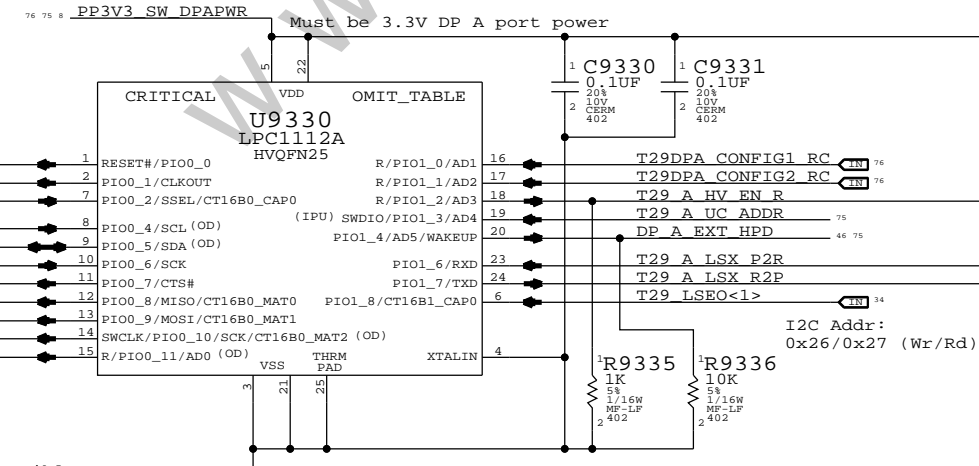 76 75 8 PP3V3_SW_DPAPWR
Must be 3.3V DP A port power
5
22
VDD
CRITICAL
OMIT_TABLE
U9330
LPC1112A
HVQFN25
1 RESET#/PIO0_0
2 PIO0_1/CLKOUT
7 PIO0_2/SSEL/CT16B0_CAP0
8 PIO0_4/SCL (OD)
9 PIO0_5/SDA (OD)
10 PIO0_6/SCK
11 PIO0_7/CTS#
12 PIO0_8/MISO/CT16B0_MAT0
13 PIO0_9/MOSI/CT16B0_MAT1
14 SWCLK/PIO0_10/SCK/CT16B0_MAT2 (OD)
15 R/PIO0_11/AD0 (OD)
R/PIO1_0/AD1 16 T29DPA_CONFIG1_RC IN 76
R/PIO1_1/AD2 17 T29DPA_CONFIG2_RC IN 76
R/PIO1_2/AD3 18 T29_A_HV_EN_R
(IPU) SWDIO/PIO1_3/AD4 19 T29_A_UC_ADDR 75
PIO1_4/AD5/WAKEUP 20 DP_A_EXT_HPD 46 75
PIO1_6/RXD 23 T29_A_LSX_P2R
PIO1_7/TXD 24 T29_A_LSX_R2P
PIO1_8/CT16B1_CAP0 6 T29_LSEO<1> IN 34
XTALIN 4
VSS
THRM
PAD
3
21
25
1 C9330
0.1UF
20%
10V
2 CERM
402
1 C9331
0.1UF
20%
10V
2 CERM
402
I2C Addr:
0x26/0x27 (Wr/Rd)
1 R9335
1K
5%
1/16W
MF-LF
2 402
1 R9336
10K
5%
1/16W
MF-LF
2 402